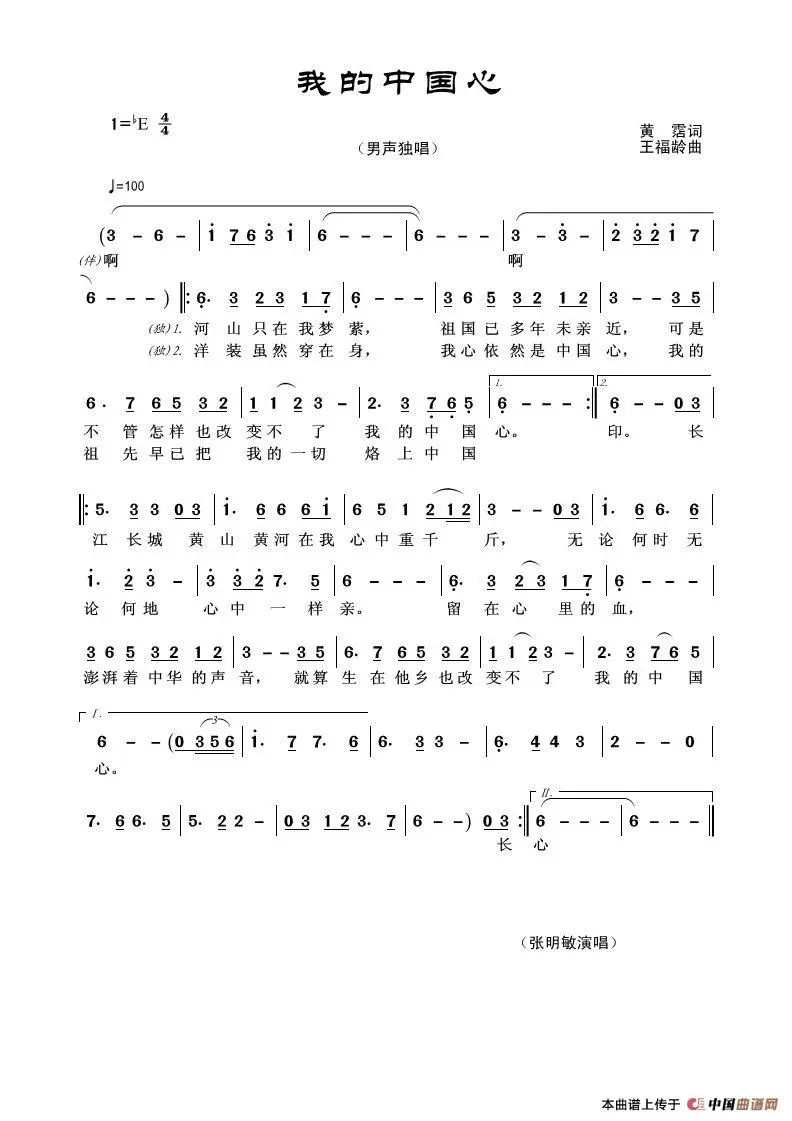 我的中国心
1=♭E 4/4
(男声独唱)
黄 霑词
王福龄曲
♩=100
(3 - 6 - | 1 7 6 3 1 | 6 - - - | 6 - - - | 3 - 3 - | 2 3 2 1 7 |
(伴)啊 啊
6 - - - ) ‖: 6. 3 2 3 1 7 | 6. - - - | 3 6 5 3 2 1 2 | 3 - - 3 5 |
(独)1. 河 山 只 在 我 梦 萦， 祖 国 已 多 年 未 亲 近， 可 是
(独)2. 洋 装 虽 然 穿 在 身， 我 心 依 然 是 中 国 心， 我 的
1. 2.
6. 7 6 5 3 2 | 1 1 2 3 - | 2. 3 7 6 5 | 6 - - - :‖ 6 - - 0 3 |
不 管 怎样 也改 变不 了 我 的 中 国 心。 印。 长
祖 先 早已 把 我 的 一 切 烙 上 中 国
‖: 5. 3 3 0 3 | 1. 6 6 6 1 | 6 5 1 2 1 2 | 3 - - 0 3 | 1. 6 6. 6 |
江 长 城 黄 山 黄 河 在 我 心 中 重 千 斤， 无 论 何 时 无
1. 2 3 - | 3 3 2 7. 5 | 6 - - - | 6. 3 2 3 1 7 | 6 - - - |
论 何 地 心 中 一 样 亲。 留 在 心 里 的 血，
3 6 5 3 2 1 2 | 3 - - 3 5 | 6. 7 6 5 3 2 | 1 1 2 3 - | 2. 3 7 6 5 |
澎 湃 着 中 华 的 声 音， 就 算 生 在 他 乡 也 改 变 不 了 我 的 中 国
I.
6 - - (0 3 5 6 | 1. 7 7. 6 | 6. 3 3 - | 6. 4 4 3 | 2 - - 0 |
3
心。
II.
7. 6 6. 5 | 5. 2 2 - | 0 3 1 2 3. 7 | 6 - - ) 0 3 :‖ 6 - - - | 6 - - - ‖
长 心
(张明敏演唱)
本曲谱上传于 中国曲谱网